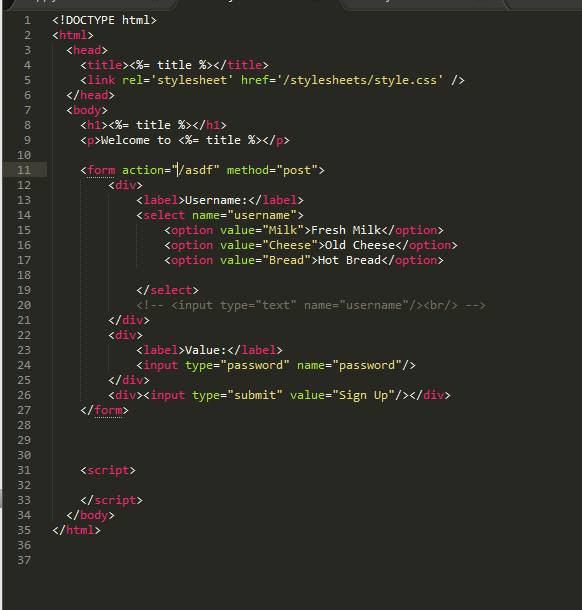 1 <!DOCTYPE html>
2 <html>
3 <head>
4 <title><%= title %></title>
5 <link rel='stylesheet' href='/stylesheets/style.css' />
6 </head>
7 <body>
8 <h1><%= title %></h1>
9 <p>Welcome to <%= title %></p>
10
11 <form action="/asdf" method="post">
12 <div>
13 <label>Username:</label>
14 <select name="username">
15 <option value="Milk">Fresh Milk</option>
16 <option value="Cheese">Old Cheese</option>
17 <option value="Bread">Hot Bread</option>
18
19 </select>
20 <!-- <input type="text" name="username"/><br/> -->
21 </div>
22 <div>
23 <label>Value:</label>
24 <input type="password" name="password"/>
25 </div>
26 <div><input type="submit" value="Sign Up"/></div>
27 </form>
28
29
30
31 <script>
32
33 </script>
34 </body>
35 </html>
36
37